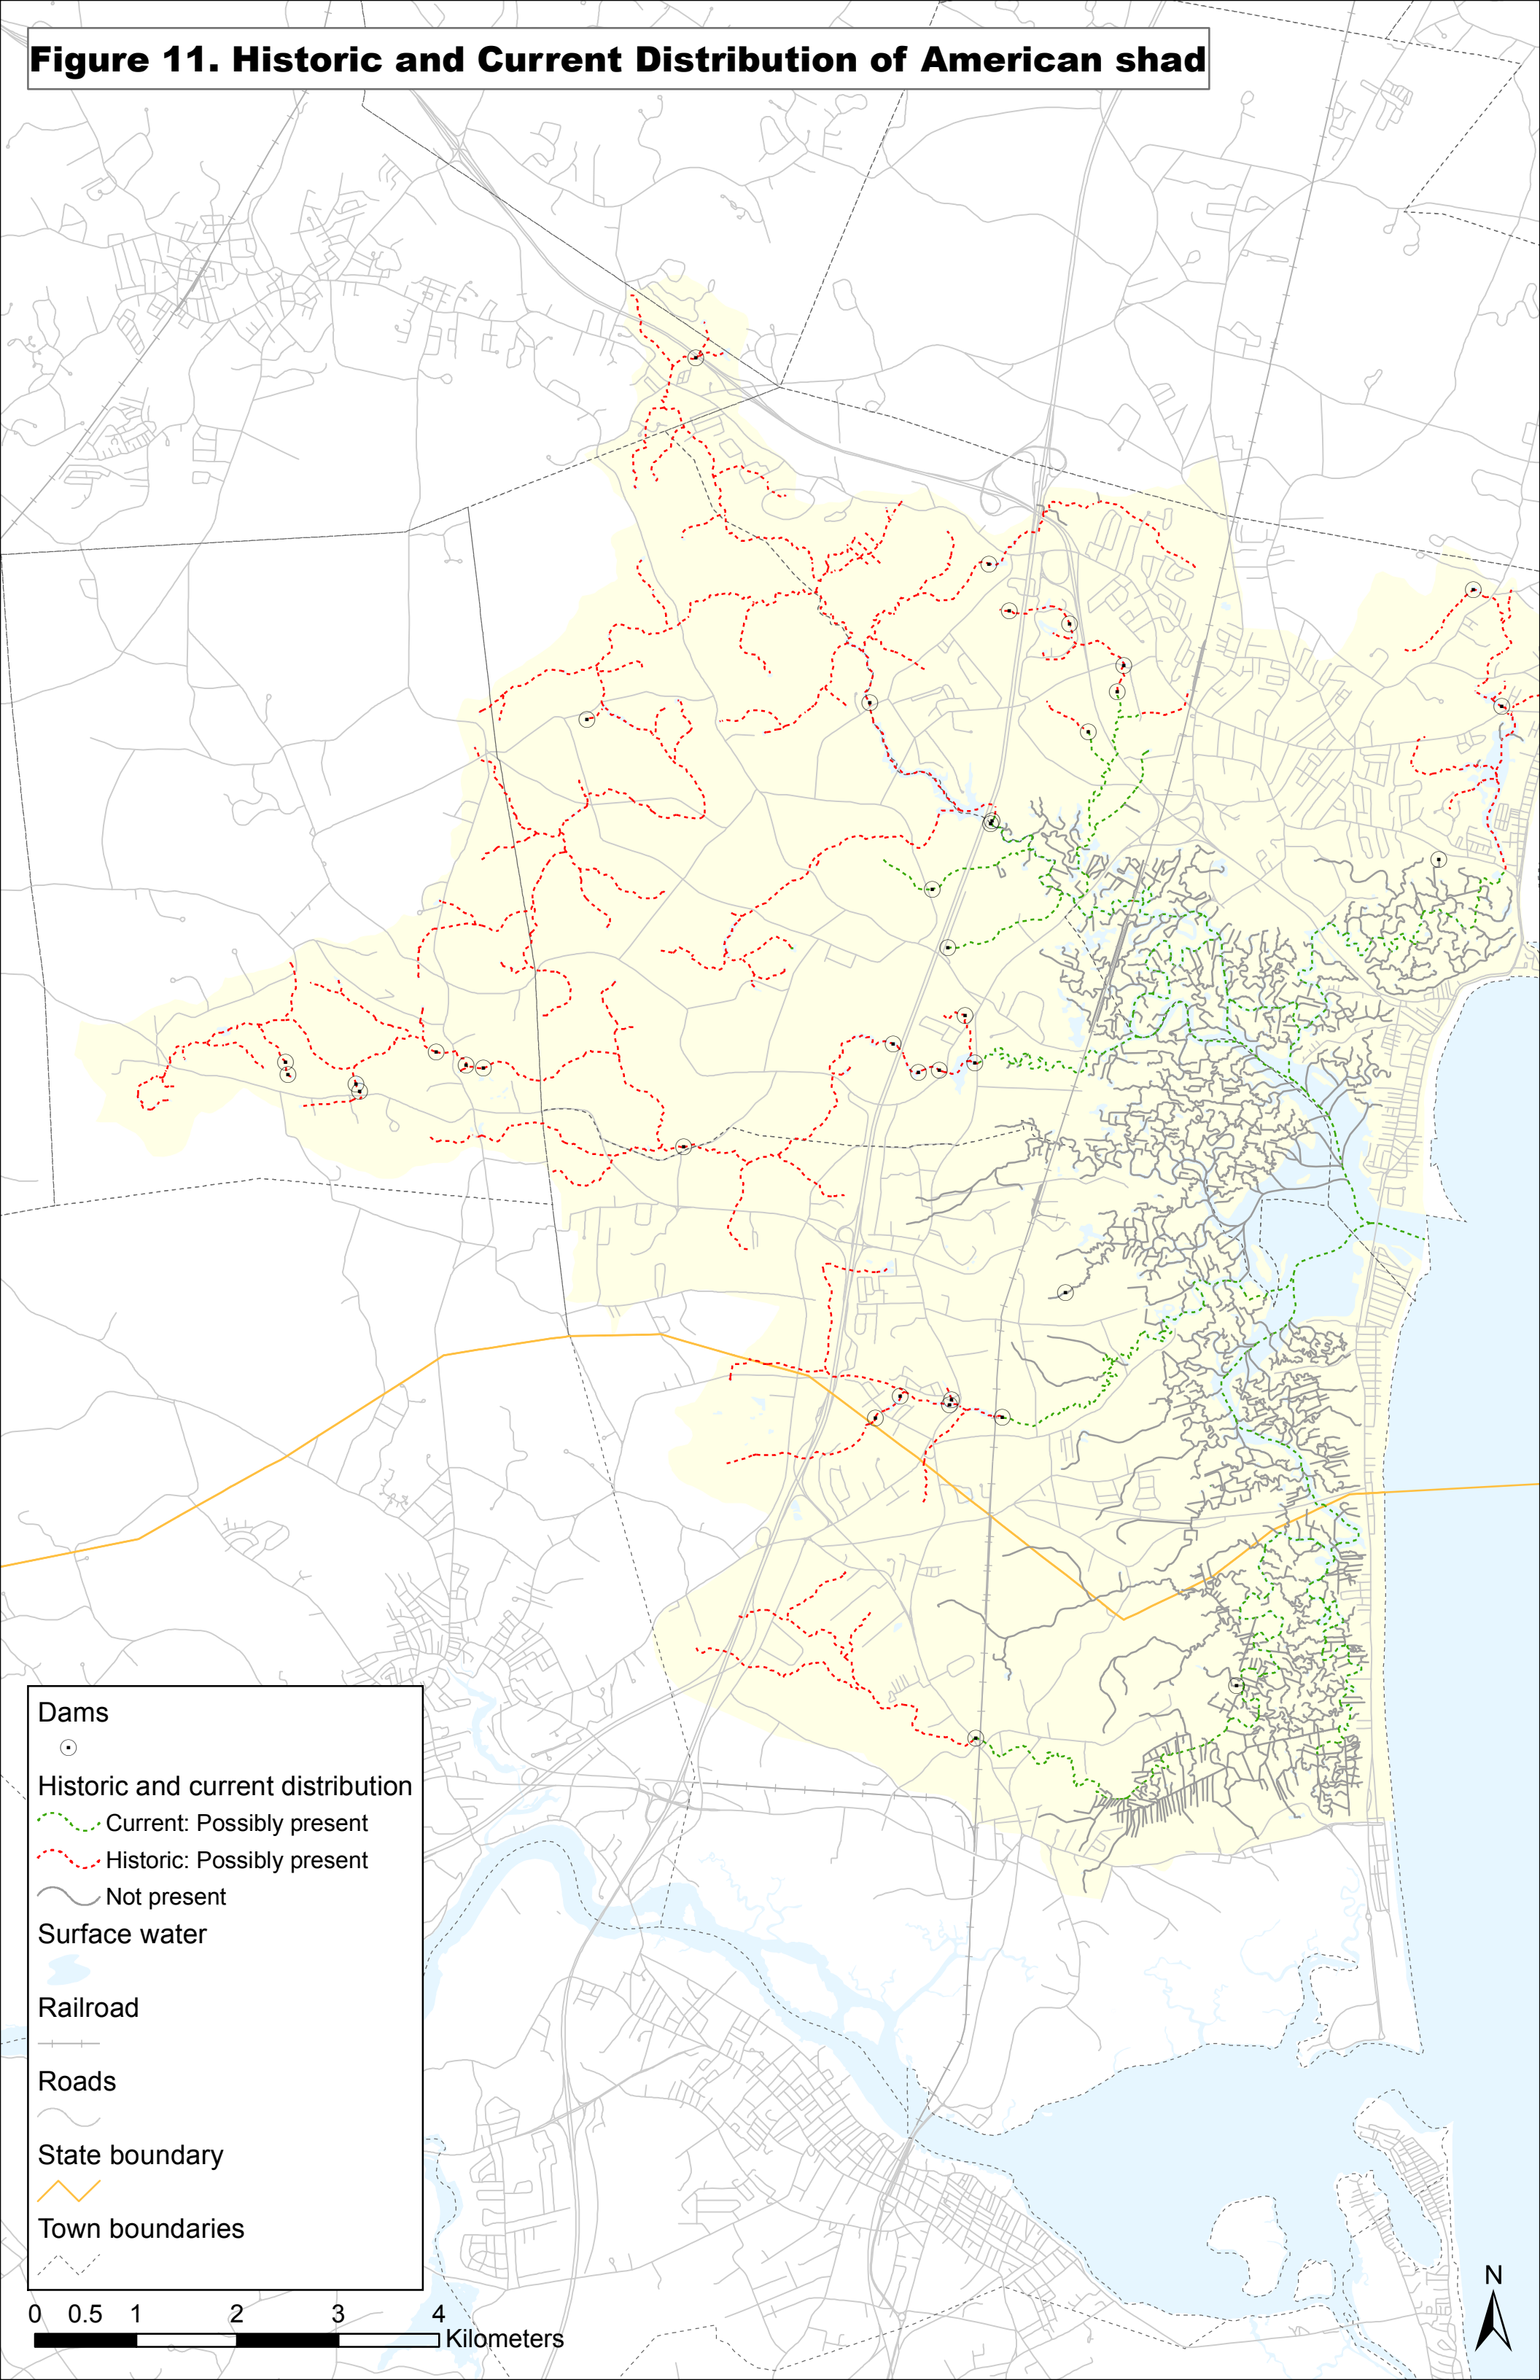 Figure 11. Historic and Current Distribution of American shad
Dams
Historic and current distribution
Current: Possibly present
Historic: Possibly present
Not present
Surface water
Railroad
Roads
State boundary
Town boundaries
0 0.5 1 2 3 4
Kilometers
N